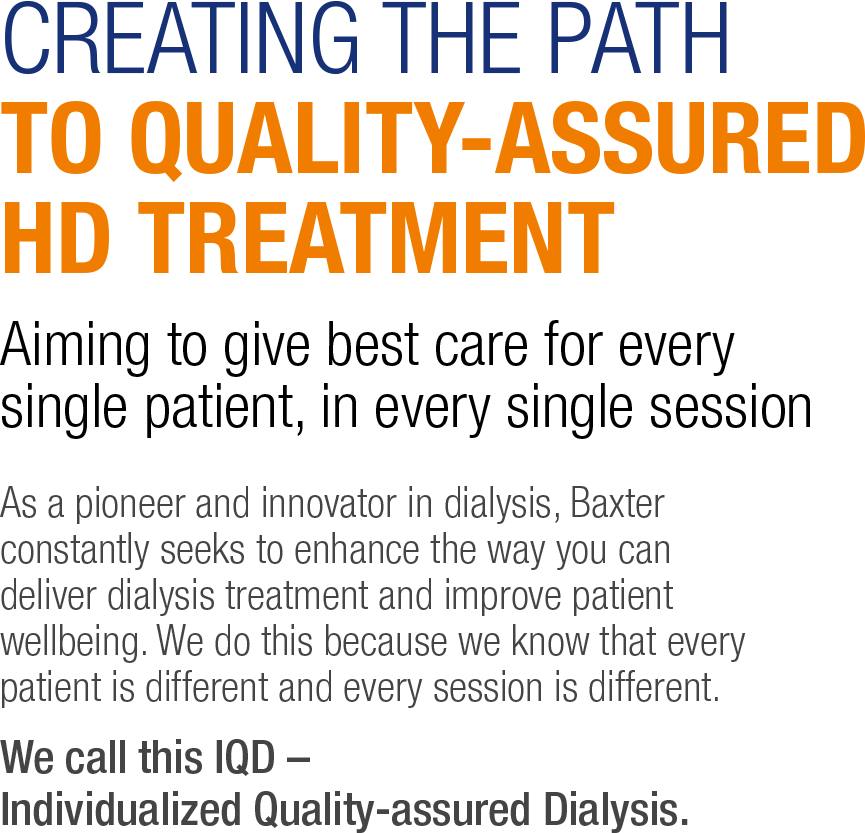 CREATING THE PATH
TO QUALITY-ASSURED
HD TREATMENT
Aiming to give best care for every
single patient, in every single session
As a pioneer and innovator in dialysis, Baxter
constantly seeks to enhance the way you can
deliver dialysis treatment and improve patient
wellbeing. We do this because we know that every
patient is different and every session is different.
We call this IQD –
Individualized Quality-assured Dialysis.